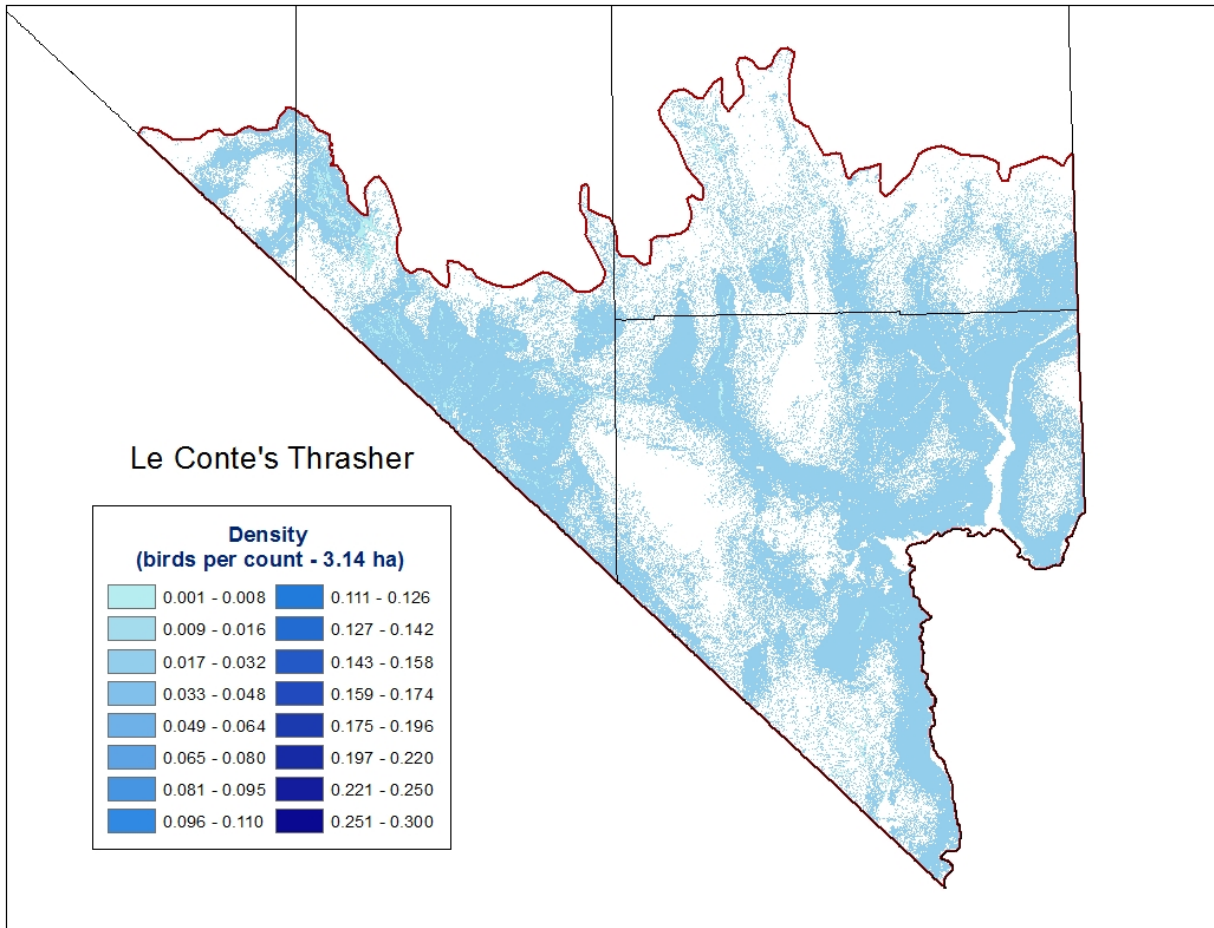 Le Conte's Thrasher
Density
(birds per count - 3.14 ha)
0.001 - 0.008
0.009 - 0.016
0.017 - 0.032
0.033 - 0.048
0.049 - 0.064
0.065 - 0.080
0.081 - 0.095
0.096 - 0.110
0.111 - 0.126
0.127 - 0.142
0.143 - 0.158
0.159 - 0.174
0.175 - 0.196
0.197 - 0.220
0.221 - 0.250
0.251 - 0.300